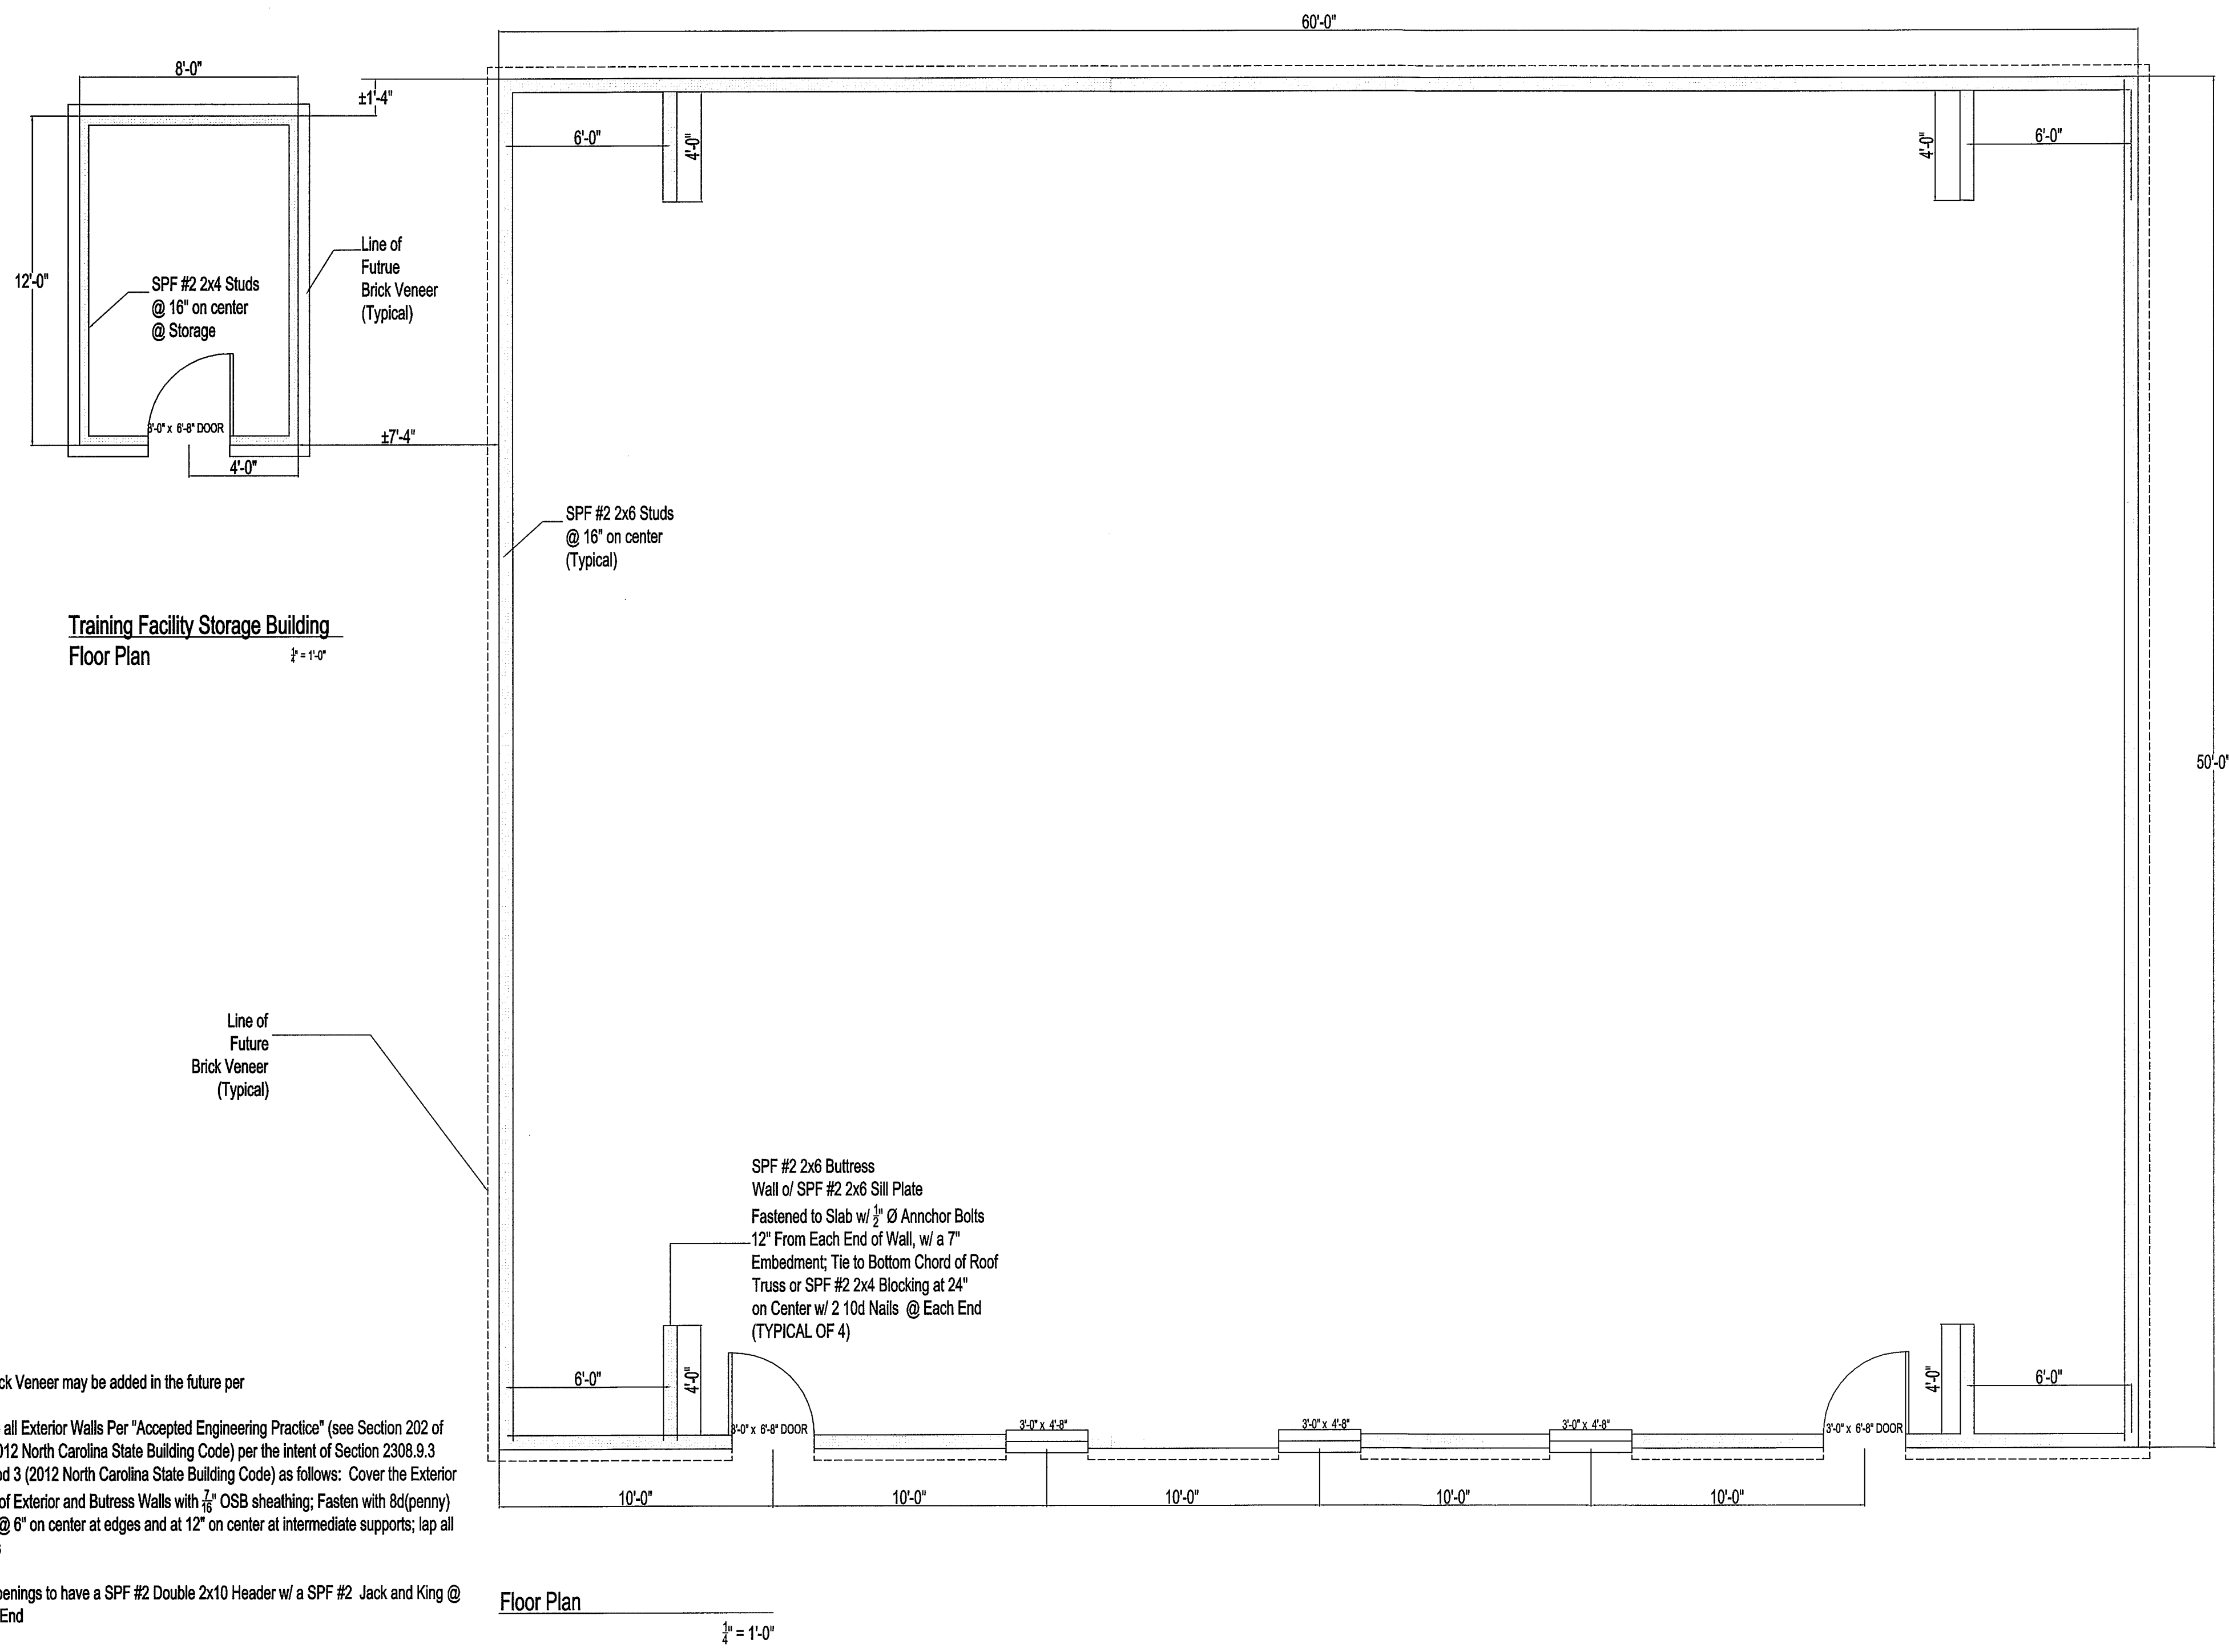 60'-0"
8'-0"
±1'-4"
6'-0"
4'-0"
4'-0"
6'-0"
12'-0"
Line of
Futrue
Brick Veneer
(Typical)
SPF #2 2x4 Studs
@ 16" on center
@ Storage
3'-0" x 6'-8" DOOR
±7'-4"
4'-0"
SPF #2 2x6 Studs
@ 16" on center
(Typical)
Training Facility Storage Building
Floor Plan
1/4" = 1'-0"
50'-0"
Line of
Future
Brick Veneer
(Typical)
SPF #2 2x6 Buttress
Wall o/ SPF #2 2x6 Sill Plate
Fastened to Slab w/ 1/2" Ø Annchor Bolts
12" From Each End of Wall, w/ a 7"
Embedment; Tie to Bottom Chord of Roof
Truss or SPF #2 2x4 Blocking at 24"
on Center w/ 2 10d Nails @ Each End
(TYPICAL OF 4)
6'-0"
4'-0"
4'-0"
6'-0"
3'-0" x 6'-8" DOOR
3'-0" x 4'-8"
3'-0" x 4'-8"
3'-0" x 4'-8"
3'-0" x 6'-8" DOOR
10'-0"
10'-0"
10'-0"
10'-0"
10'-0"
ck Veneer may be added in the future per
all Exterior Walls Per "Accepted Engineering Practice" (see Section 202 of
012 North Carolina State Building Code) per the intent of Section 2308.9.3
od 3 (2012 North Carolina State Building Code) as follows: Cover the Exterior
of Exterior and Butress Walls with 7/16" OSB sheathing; Fasten with 8d(penny)
@ 6" on center at edges and at 12" on center at intermediate supports; lap all
s
penings to have a SPF #2 Double 2x10 Header w/ a SPF #2 Jack and King @
End
Floor Plan
1/4" = 1'-0"